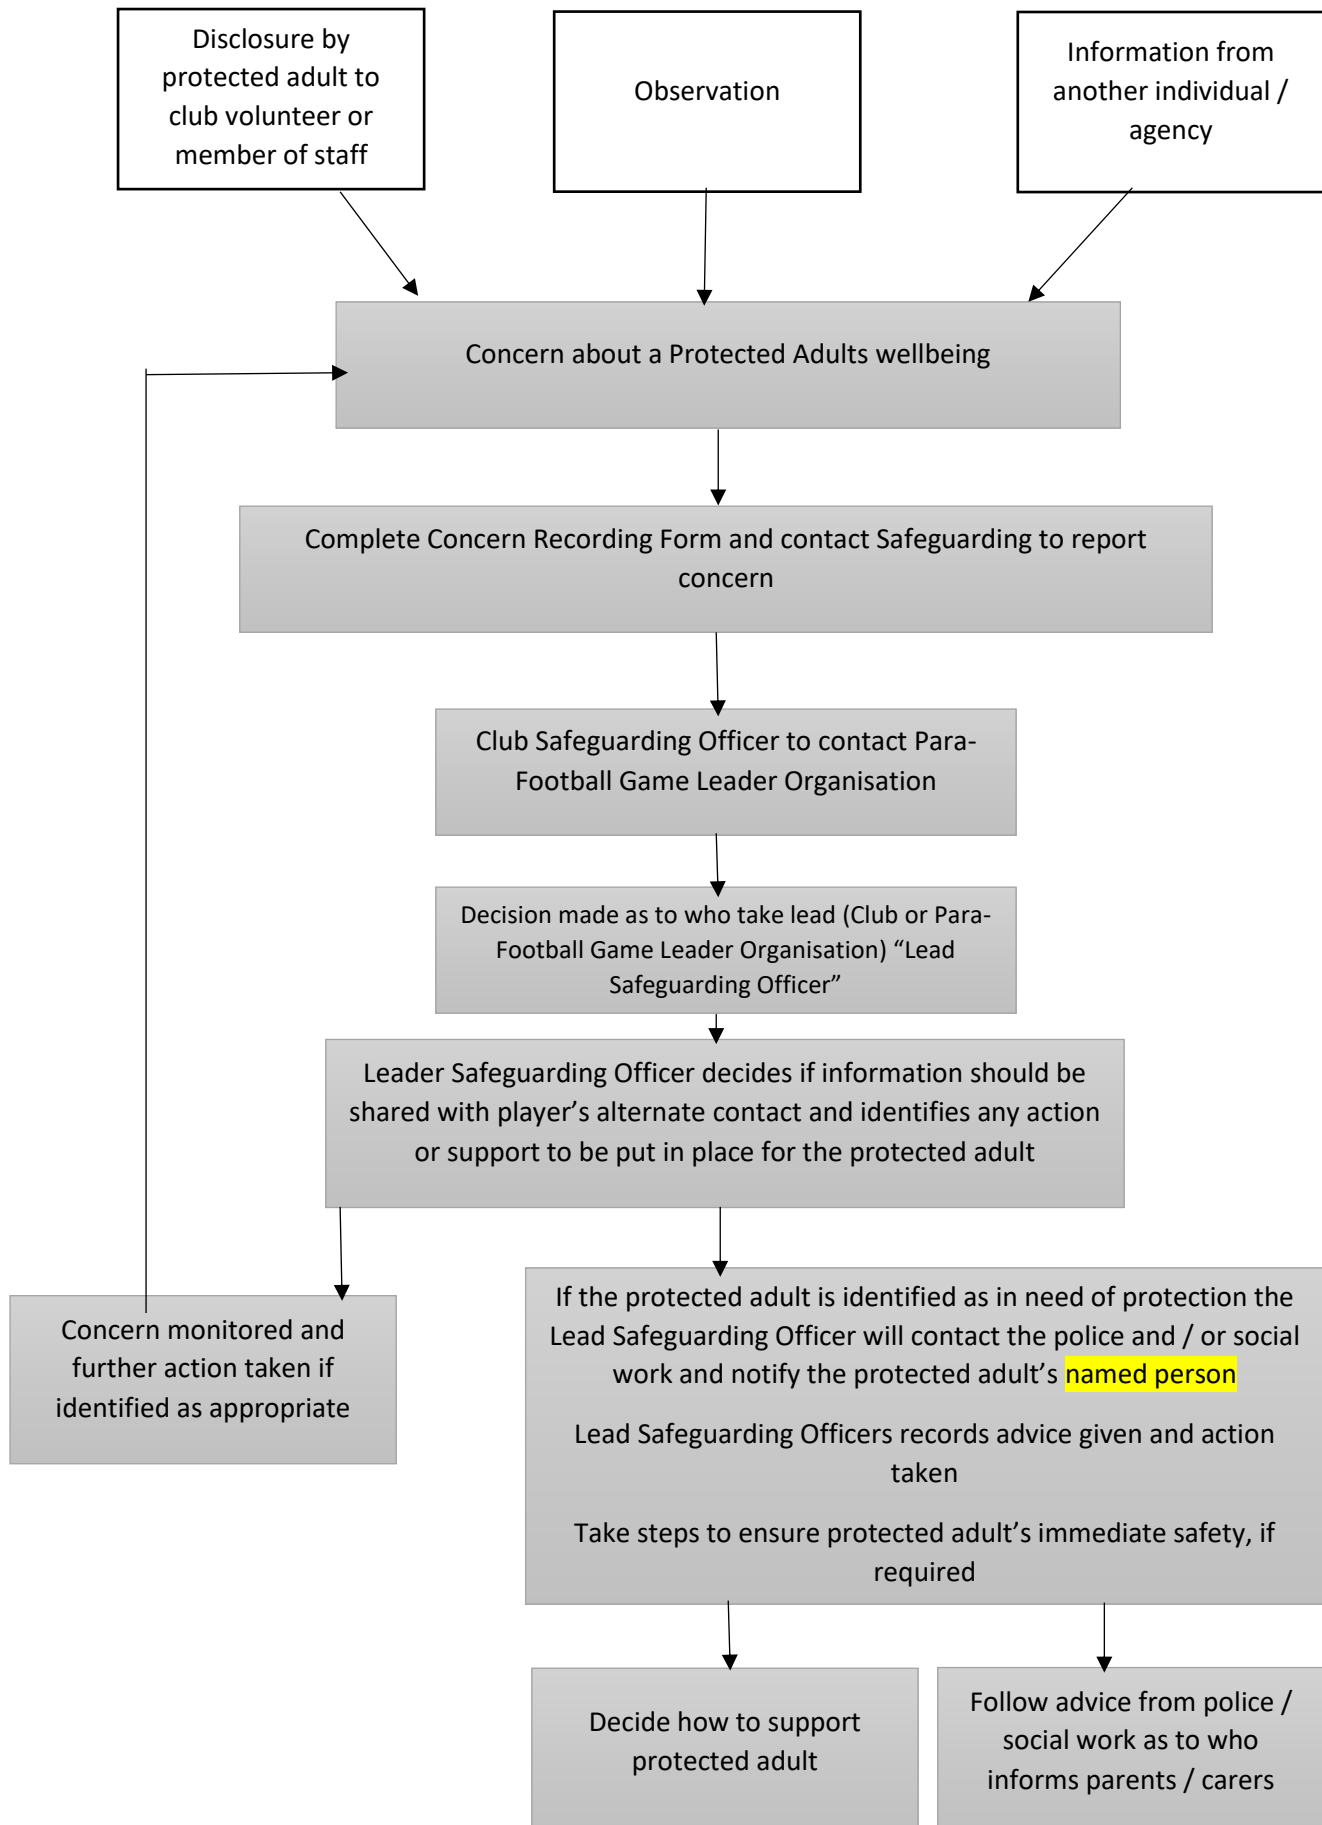 Disclosure by
protected adult to
club volunteer or
member of staff
Observation
Information from
another individual /
agency
Concern about a Protected Adults wellbeing
Complete Concern Recording Form and contact Safeguarding to report
concern
Club Safeguarding Officer to contact Para-
Football Game Leader Organisation
Decision made as to who take lead (Club or Para-
Football Game Leader Organisation) “Lead
Safeguarding Officer”
Leader Safeguarding Officer decides if information should be
shared with player’s alternate contact and identifies any action
or support to be put in place for the protected adult
Concern monitored and
further action taken if
identified as appropriate
If the protected adult is identified as in need of protection the
Lead Safeguarding Officer will contact the police and / or social
work and notify the protected adult’s named person
Lead Safeguarding Officers records advice given and action
taken
Take steps to ensure protected adult’s immediate safety, if
required
Decide how to support
protected adult
Follow advice from police /
social work as to who
informs parents / carers